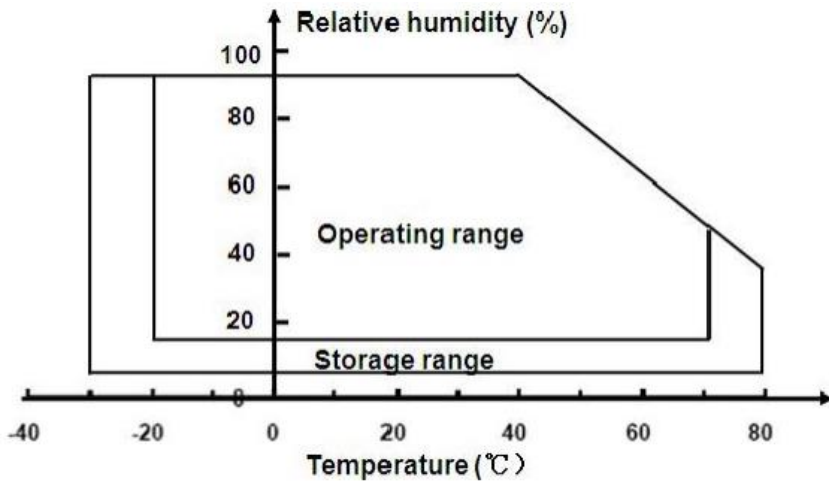 Relative humidity (%)
100
80
60
Operating range
40
20
Storage range
0
-40 -20 0 20 40 60 80
Temperature (℃)